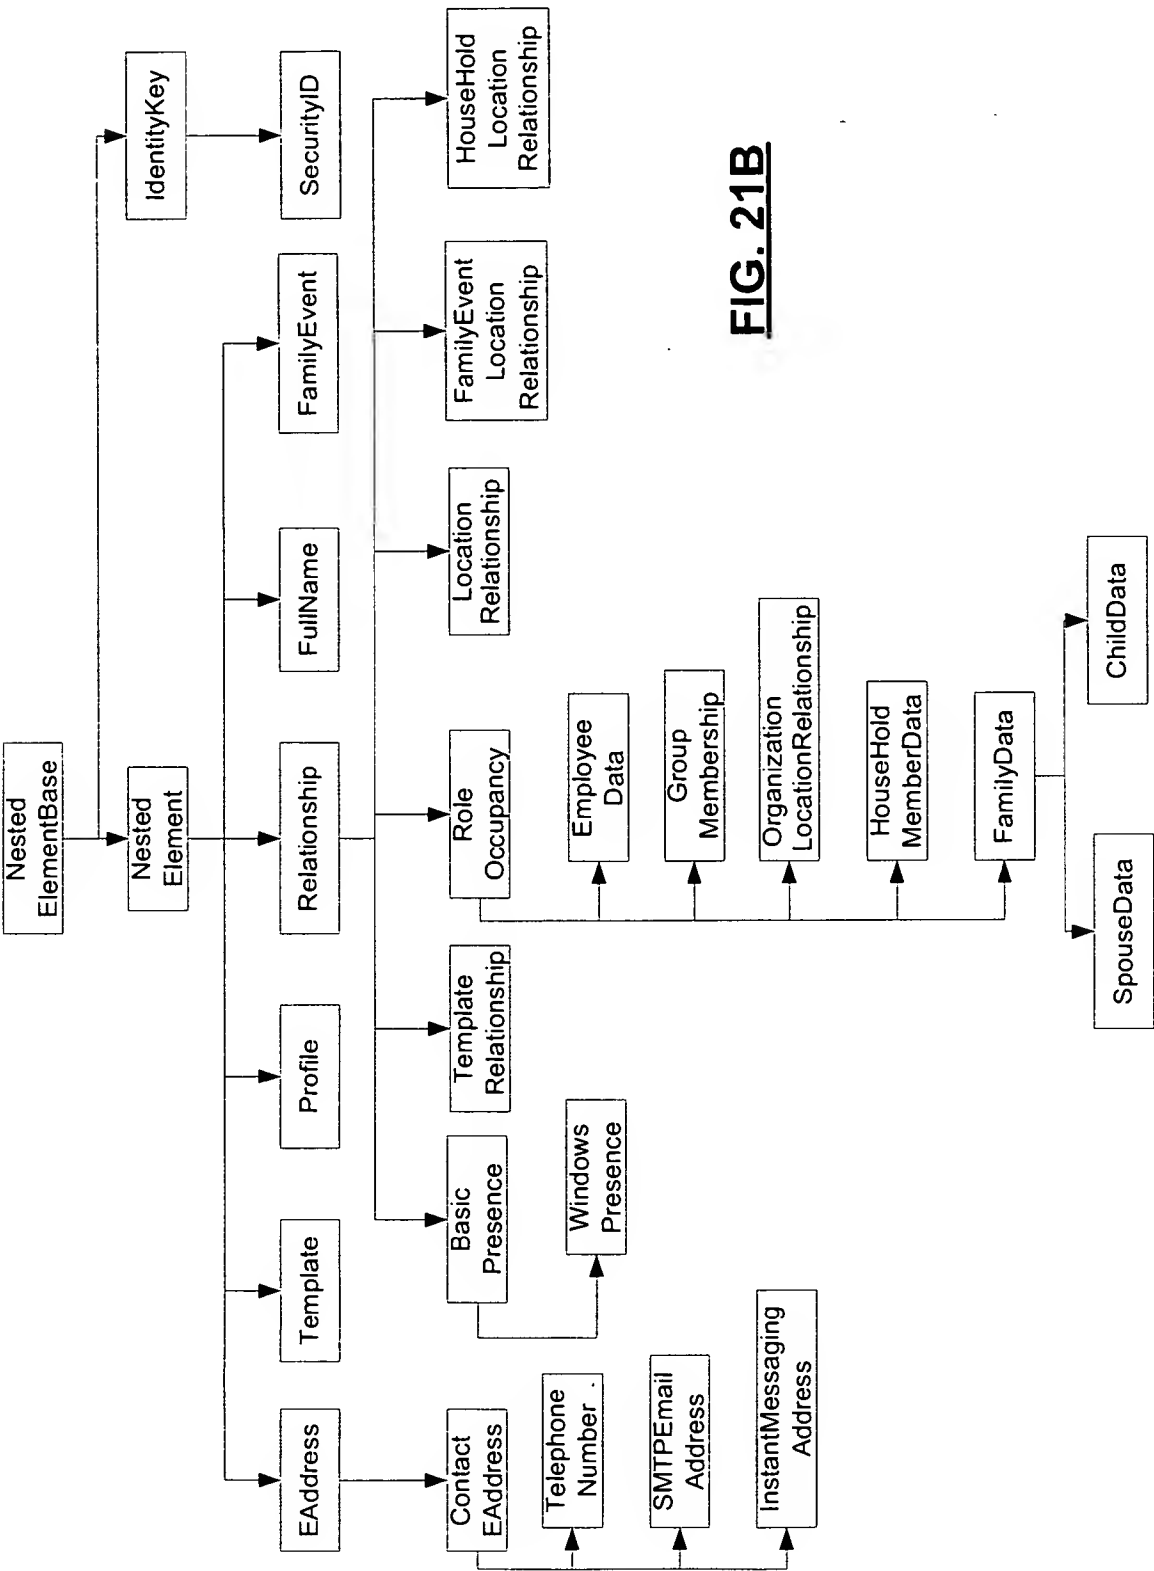 Nested
ElementBase
Nested
Element
IdentityKey
EAddress
Template
Profile
Relationship
FullName
FamilyEvent
SecurityID
Contact
EAddress
Basic
Presence
Template
Relationship
Role
Occupancy
Location
Relationship
FamilyEvent
Location
Relationship
HouseHold
Location
Relationship
Telephone
Number
SMTPEmail
Address
InstantMessaging
Address
Windows
Presence
Employee
Data
Group
Membership
Organization
LocationRelationship
HouseHold
MemberData
FamilyData
SpouseData
ChildData
FIG. 21B